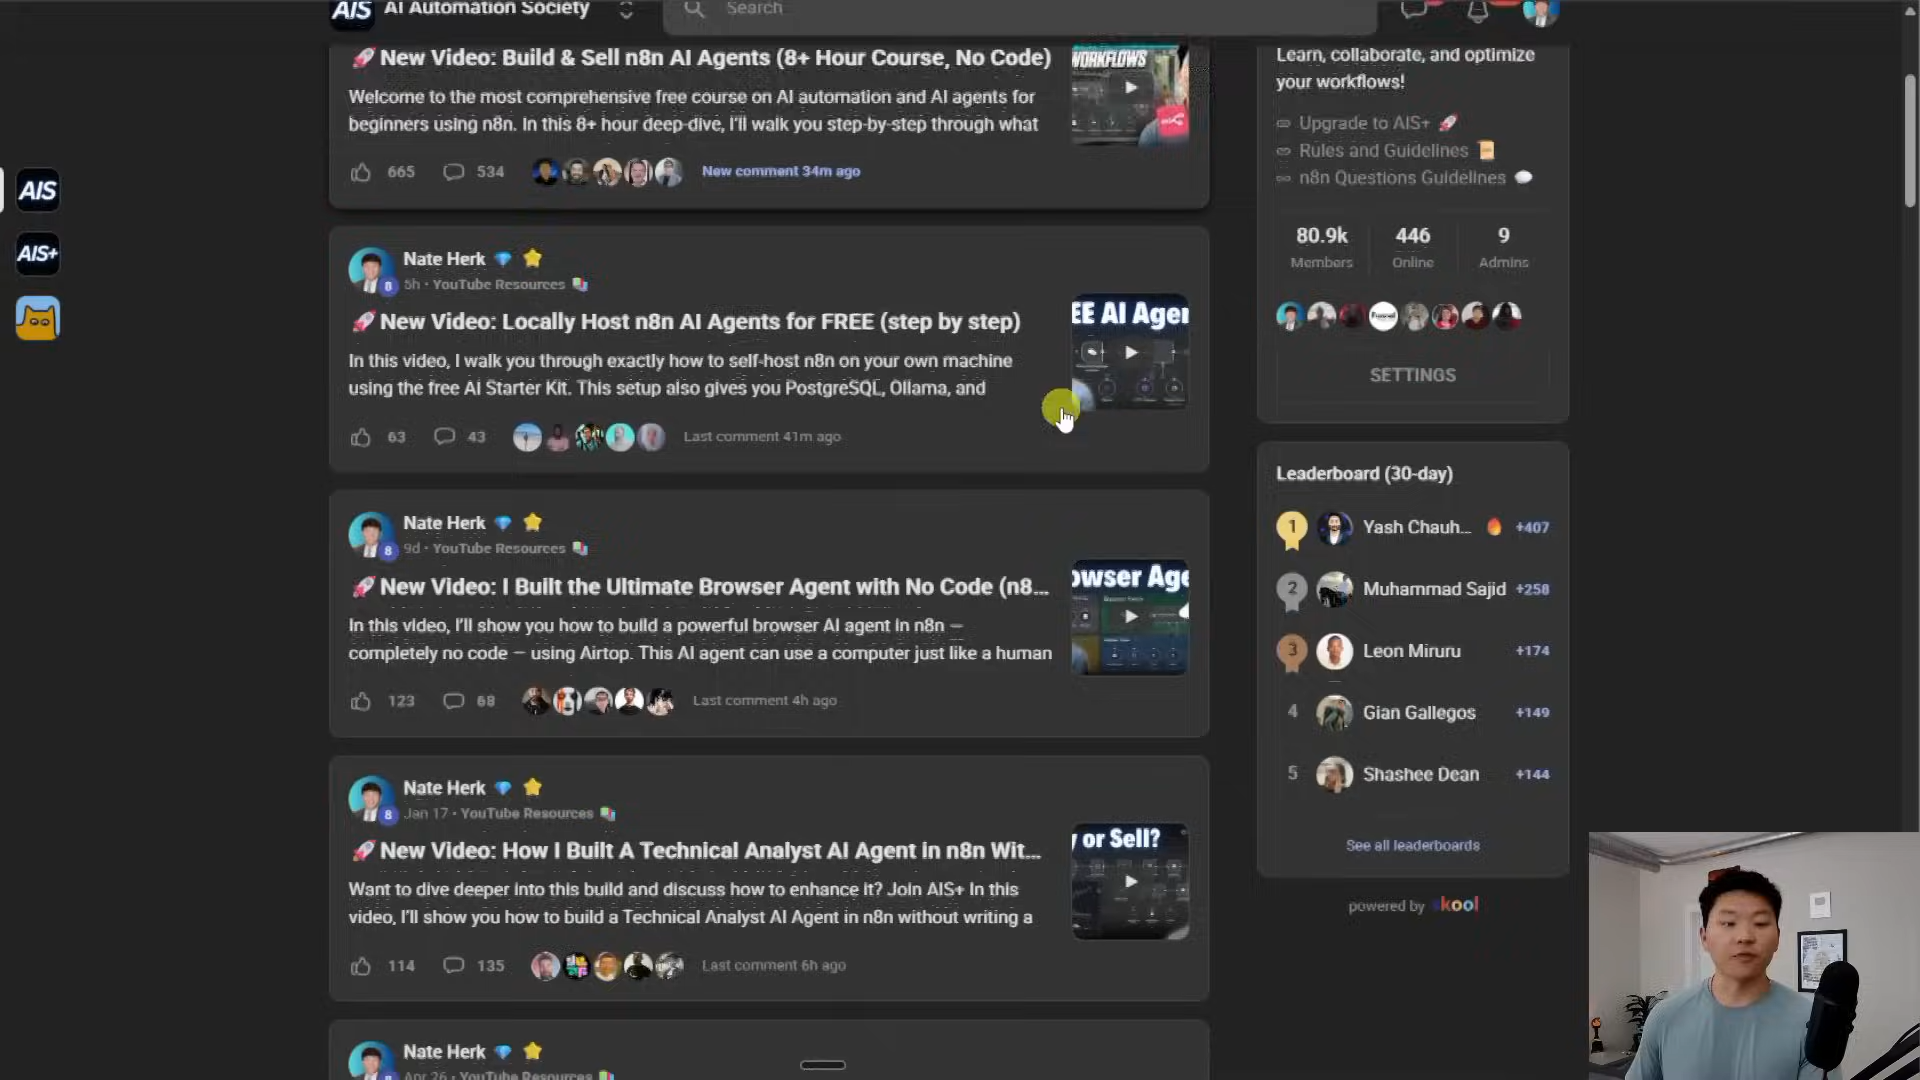 AIS AI Automation Society
Search
New Video: Build & Sell n8n AI Agents (8+ Hour Course, No Code)
Welcome to the most comprehensive free course on AI automation and AI agents for
beginners using n8n. In this 8+ hour deep-dive, I'll walk you step-by-step through what
665 534 New comment 34m ago
WORKFLOWS
AIS
AIS+
Nate Herk
8 5h • YouTube Resources
New Video: Locally Host n8n AI Agents for FREE (step by step)
In this video, I walk you through exactly how to self-host n8n on your own machine
using the free AI Starter Kit. This setup also gives you PostgreSQL, Ollama, and
63 43 Last comment 41m ago
EE AI Ager
Nate Herk
8 9d • YouTube Resources
New Video: I Built the Ultimate Browser Agent with No Code (n8...
In this video, I'll show you how to build a powerful browser AI agent in n8n —
completely no code — using Airtop. This AI agent can use a computer just like a human
123 68 Last comment 4h ago
owser Age
Nate Herk
8 Jan 17 • YouTube Resources
New Video: How I Built A Technical Analyst AI Agent in n8n Wit...
Want to dive deeper into this build and discuss how to enhance it? Join AIS+ In this
video, I'll show you how to build a Technical Analyst AI Agent in n8n without writing a
114 135 Last comment 6h ago
or Sell?
Nate Herk
Apr 26 • YouTube Resources
Learn, collaborate, and optimize
your workflows!
Upgrade to AIS+
Rules and Guidelines
n8n Questions Guidelines
80.9k 446 9
Members Online Admins
SETTINGS
Leaderboard (30-day)
1 Yash Chauh... +407
2 Muhammad Sajid +258
3 Leon Miruru +174
4 Gian Gallegos +149
5 Shashee Dean +144
See all leaderboards
powered by skool